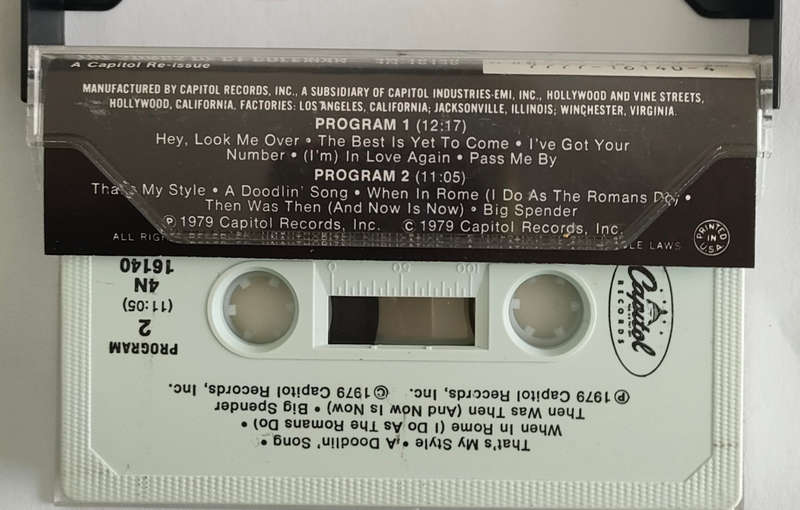 A Capitol Re-issue
MANUFACTURED BY CAPITOL RECORDS, INC., A SUBSIDIARY OF CAPITOL INDUSTRIES-EMI, INC., HOLLYWOOD AND VINE STREETS,
HOLLYWOOD, CALIFORNIA. FACTORIES: LOS ANGELES, CALIFORNIA; JACKSONVILLE, ILLINOIS; WINCHESTER, VIRGINIA.
PROGRAM 1 (12:17)
Hey, Look Me Over • The Best Is Yet To Come • I've Got Your
Number • (I'm) In Love Again • Pass Me By
PROGRAM 2 (11:05)
That's My Style • A Doodlin' Song • When In Rome (I Do As The Romans Do) •
Then Was Then (And Now Is Now) • Big Spender
℗ 1979 Capitol Records, Inc. © 1979 Capitol Records, Inc.
ALL LAWS
PRINTED IN U.S.A.
0 50 100
Capitol
RECORDS
4N
16140
(11:05)
2
PROGRAM
That's My Style • A Doodlin' Song •
When In Rome (I Do As The Romans Do) •
Then Was Then (And Now Is Now) • Big Spender
℗ 1979 Capitol Records, Inc. © 1979 Capitol Records, Inc.